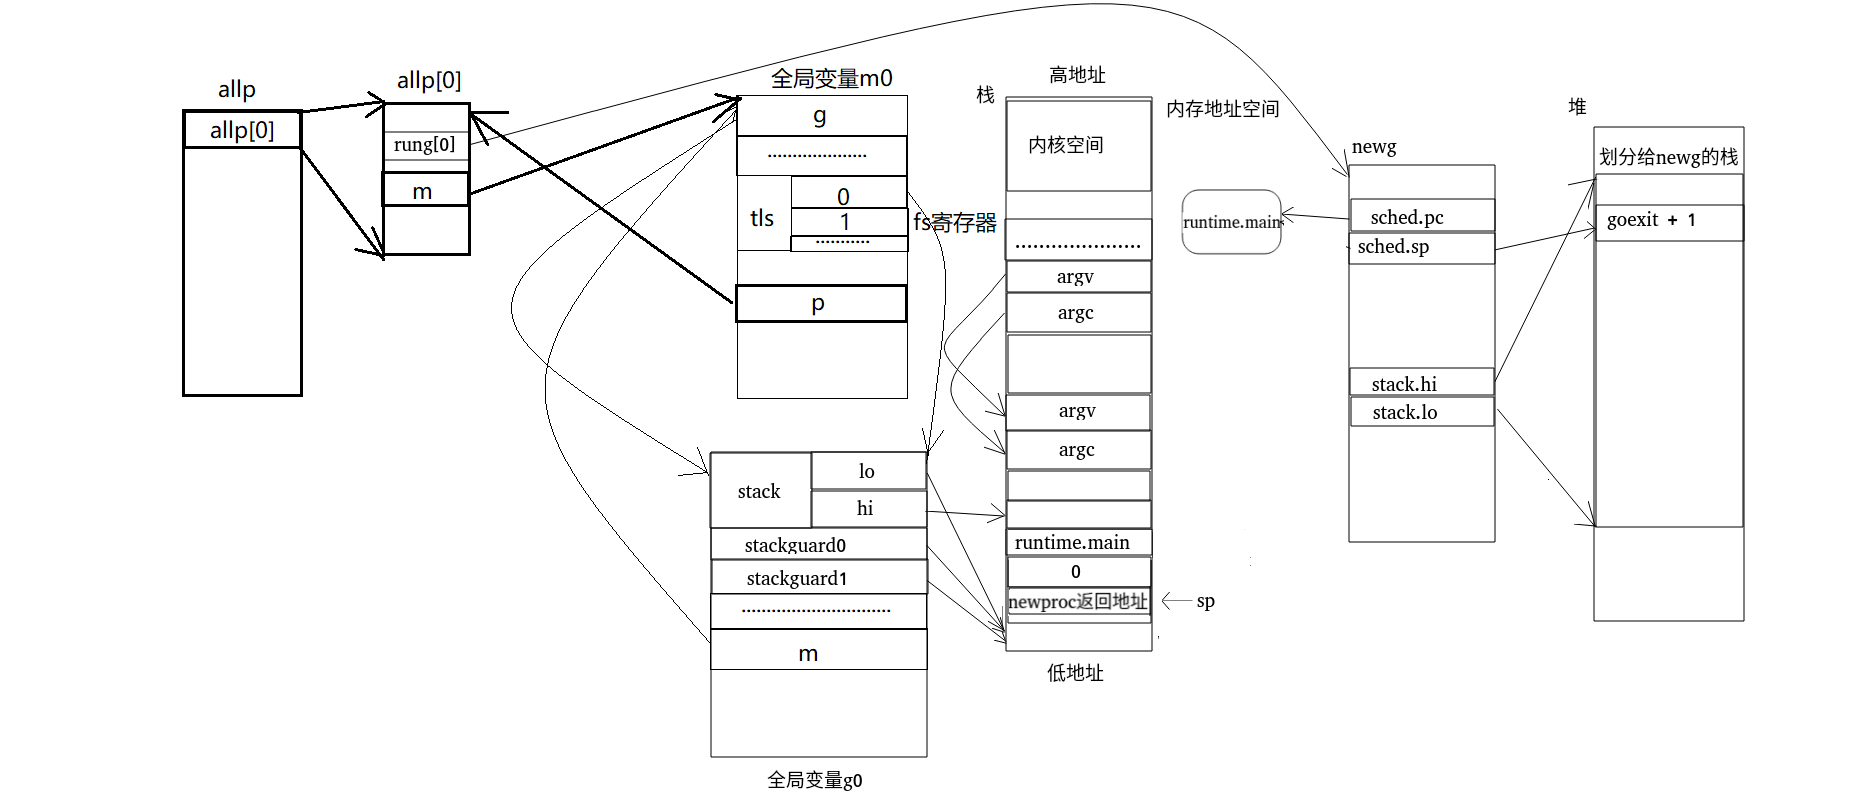 allp
allp[0]
allp[0]
rung[0]
m
全局变量m0
g
....................
tls
0
1
...........
fs寄存器
p
stack
lo
hi
stackguard0
stackguard1
..............................
m
全局变量g0
栈
高地址
内存地址空间
内核空间
.....................
argv
argc
argv
argc
runtime.main
0
newproc返回地址
sp
低地址
runtime.main
newg
sched.pc
sched.sp
stack.hi
stack.lo
堆
划分给newg的栈
goexit + 1